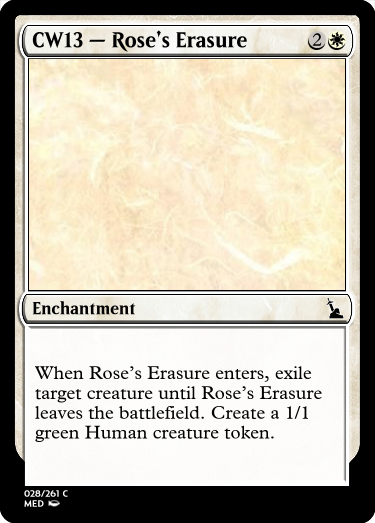 CW13 — Rose's Erasure 2
Enchantment
When Rose's Erasure enters, exile
target creature until Rose's Erasure
leaves the battlefield. Create a 1/1
green Human creature token.
028/261 C
MED